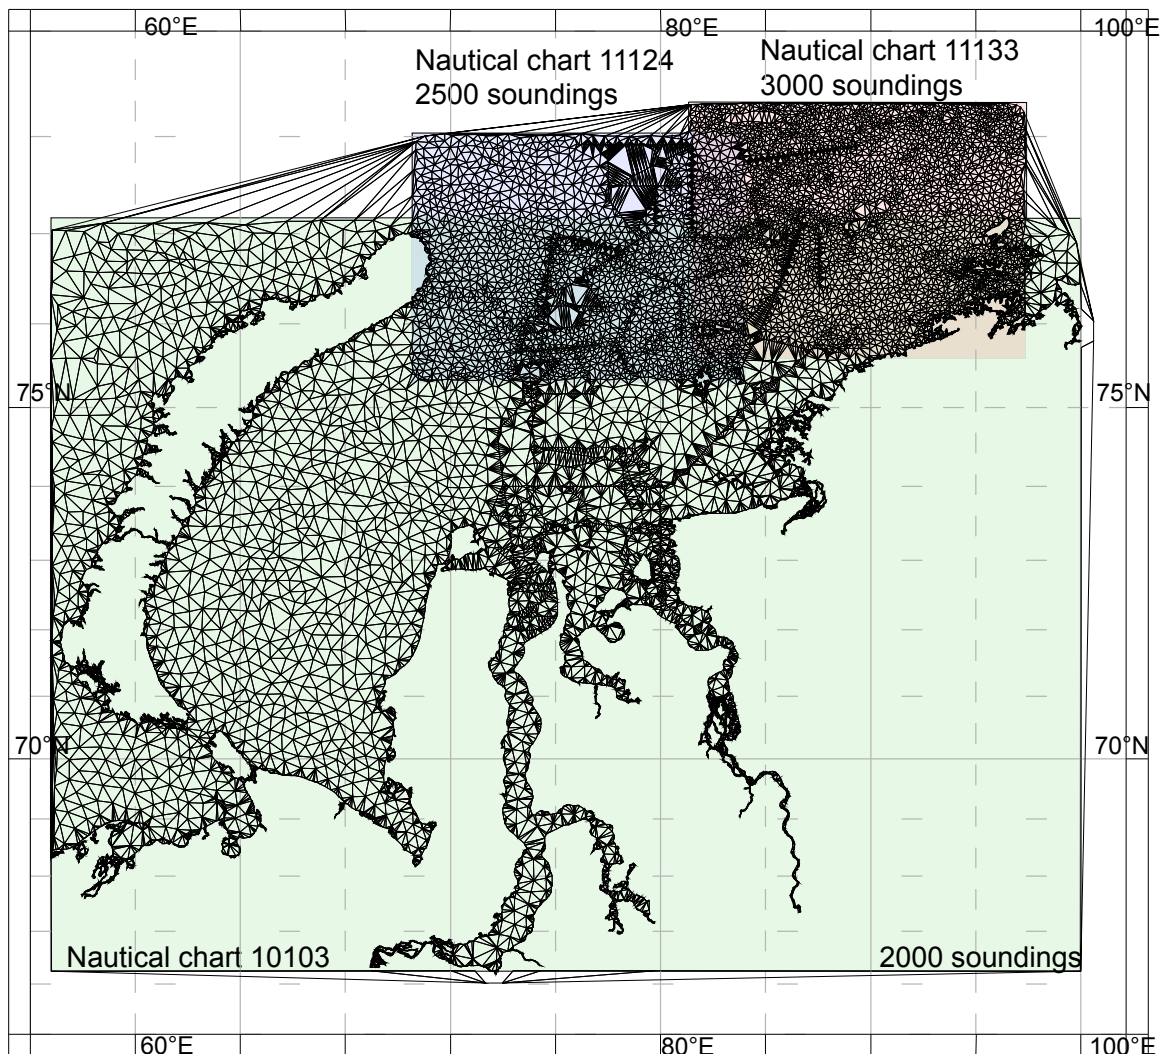 60°E
80°E
100°E
Nautical chart 11124
2500 soundings
Nautical chart 11133
3000 soundings
75°N
75°N
70°N
70°N
Nautical chart 10103
2000 soundings
60°E
80°E
100°E